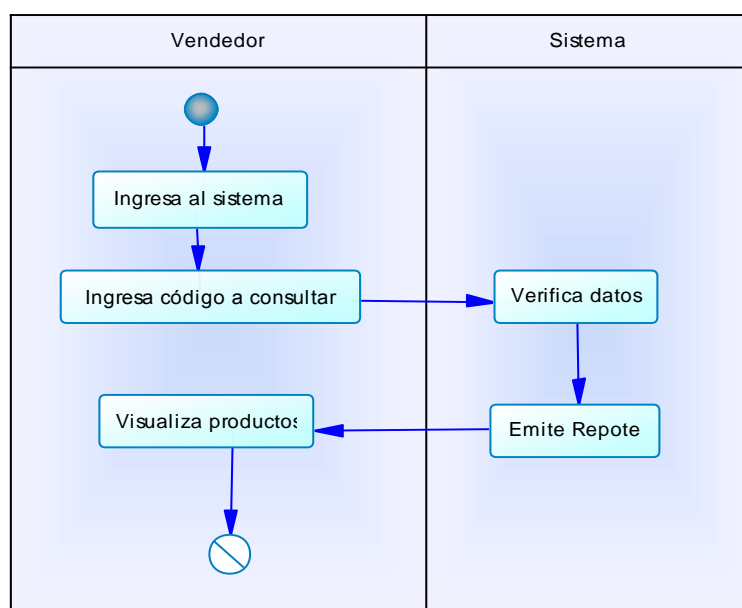 Vendedor
Sistema
Ingresa al sistema
Ingresa código a consultar
Verifica datos
Visualiza productos
Emite Repote